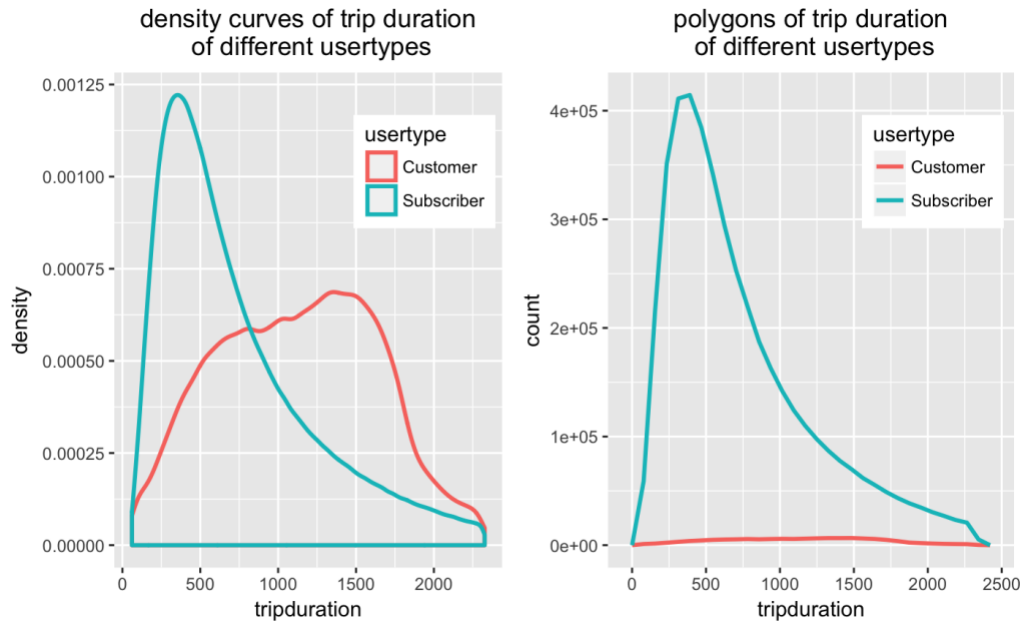 density curves of trip duration
of different usertypes
0.00125
0.00100
0.00075
0.00050
0.00025
0.00000
density
usertype
Customer
Subscriber
0
500
1000
1500
2000
tripduration
polygons of trip duration
of different usertypes
4e+05
3e+05
2e+05
1e+05
0e+00
count
usertype
Customer
Subscriber
0
500
1000
1500
2000
2500
tripduration